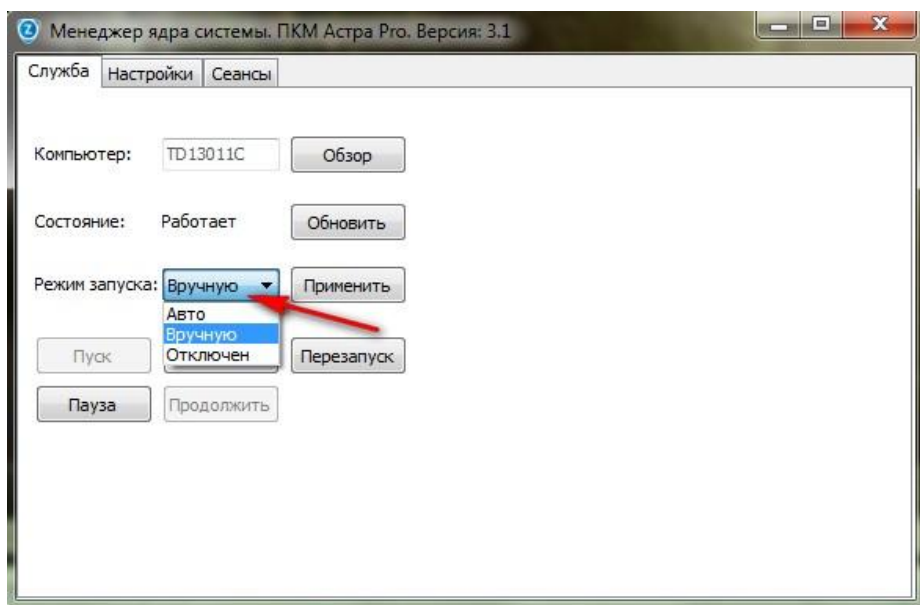 Менеджер ядра системы. ПКМ Астра Pro. Версия: 3.1
Служба Настройки Сеансы
Компьютер: TD13011C Обзор
Состояние: Работает Обновить
Режим запуска: Вручную Применить
Авто
Вручную
Отключен
Пуск Перезапуск
Пауза Продолжить